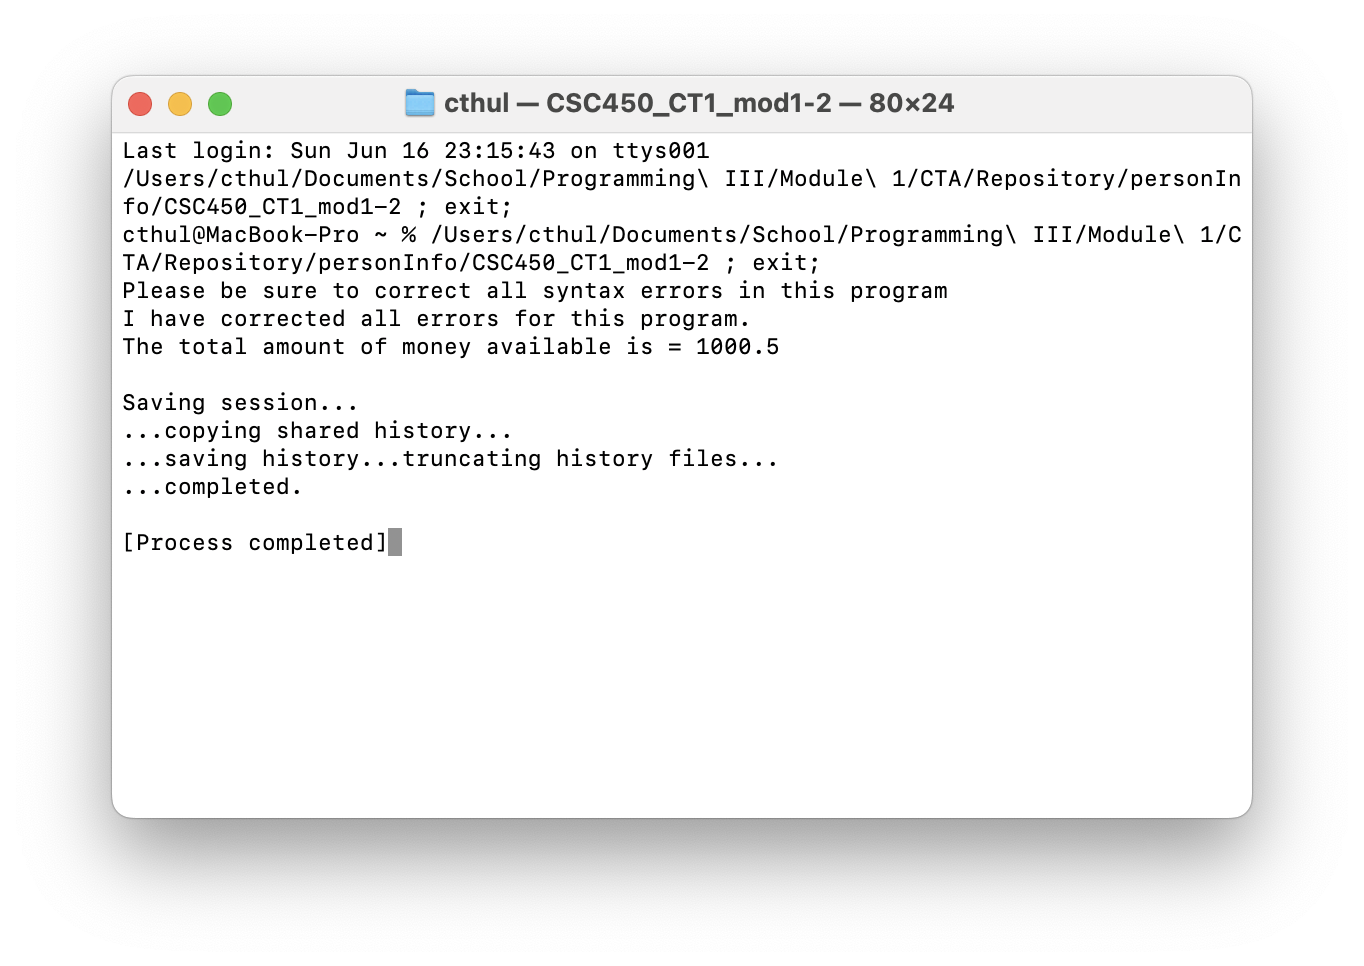 cthul — CSC450_CT1_mod1-2 — 80×24
Last login: Sun Jun 16 23:15:43 on ttys001
/Users/cthul/Documents/School/Programming\ III/Module\ 1/CTA/Repository/personIn
fo/CSC450_CT1_mod1-2 ; exit;
cthul@MacBook-Pro ~ % /Users/cthul/Documents/School/Programming\ III/Module\ 1/C
TA/Repository/personInfo/CSC450_CT1_mod1-2 ; exit;
Please be sure to correct all syntax errors in this program
I have corrected all errors for this program.
The total amount of money available is = 1000.5
Saving session...
...copying shared history...
...saving history...truncating history files...
...completed.
[Process completed]